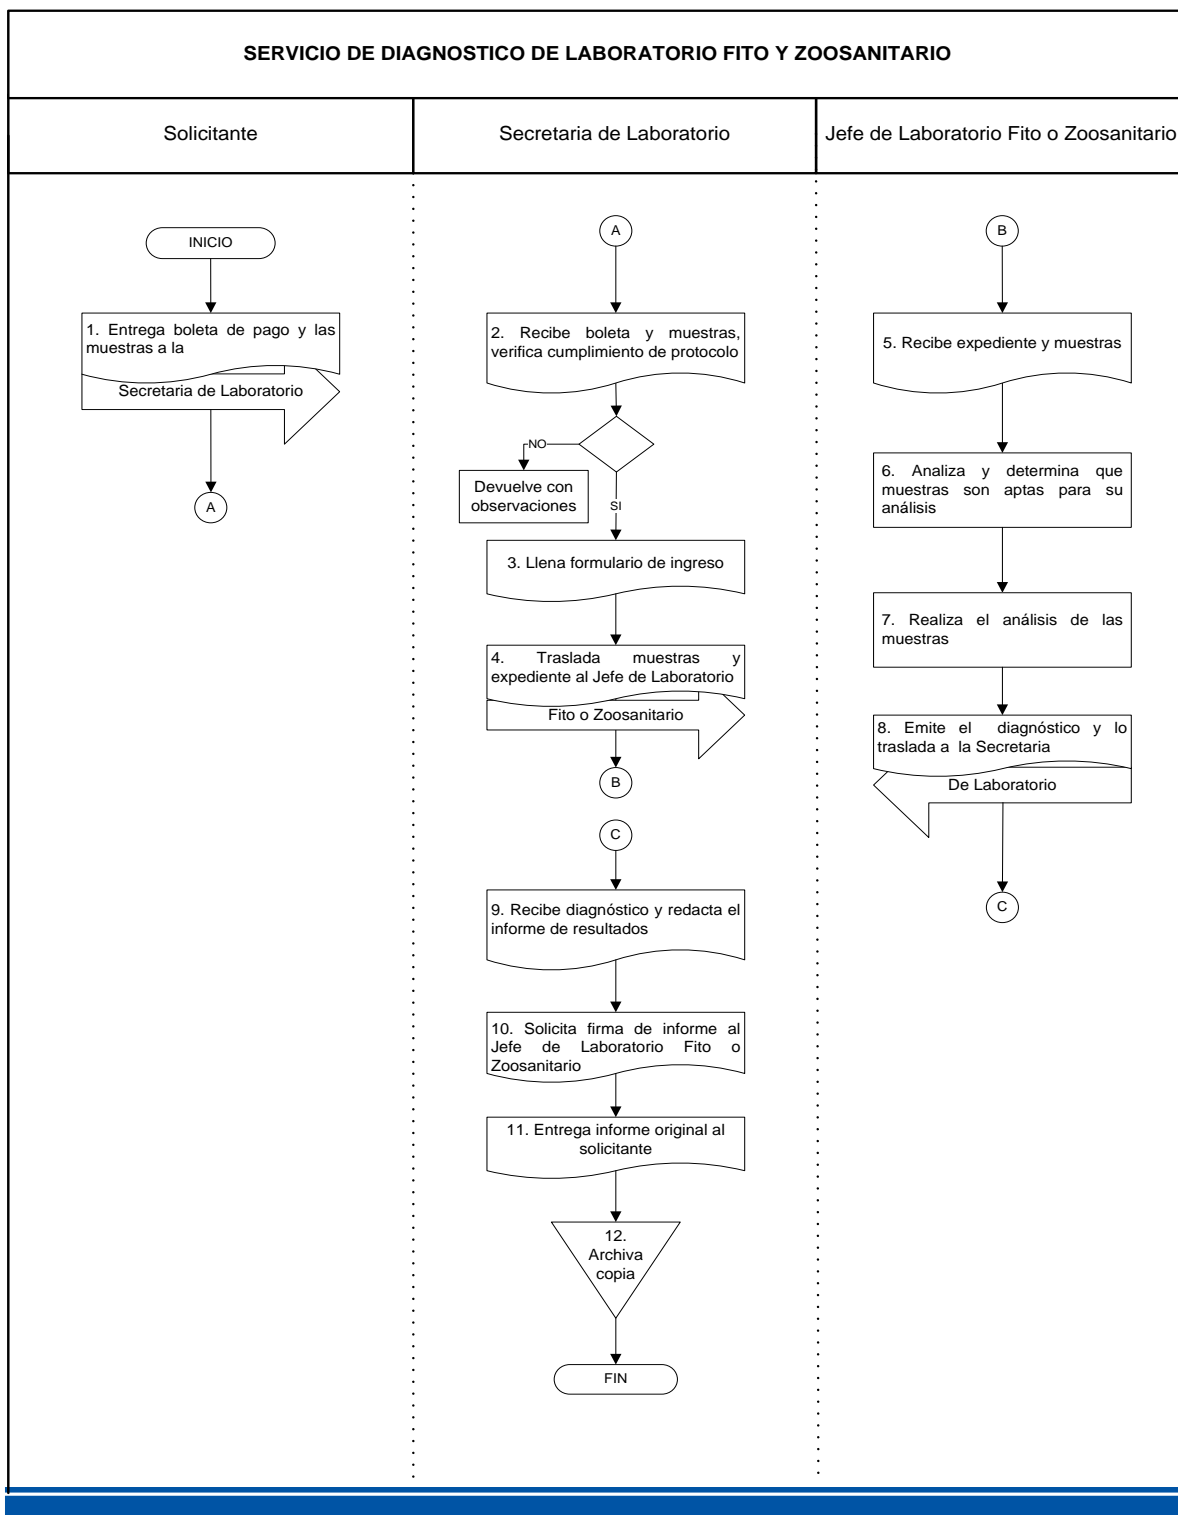 SERVICIO DE DIAGNOSTICO DE LABORATORIO FITO Y ZOOSANITARIO
Solicitante
Secretaria de Laboratorio
Jefe de Laboratorio Fito o Zoosanitario
INICIO
1. Entrega boleta de pago y las
muestras a la
Secretaria de Laboratorio
A
A
2. Recibe boleta y muestras,
verifica cumplimiento de protocolo
NO
Devuelve con
observaciones
SI
3. Llena formulario de ingreso
4. Traslada muestras y
expediente al Jefe de Laboratorio
Fito o Zoosanitario
B
B
5. Recibe expediente y muestras
6. Analiza y determina que
muestras son aptas para su
análisis
7. Realiza el análisis de las
muestras
8. Emite el diagnóstico y lo
traslada a la Secretaria
De Laboratorio
C
C
9. Recibe diagnóstico y redacta el
informe de resultados
10. Solicita firma de informe al
Jefe de Laboratorio Fito o
Zoosanitario
11. Entrega informe original al
solicitante
12.
Archiva
copia
FIN